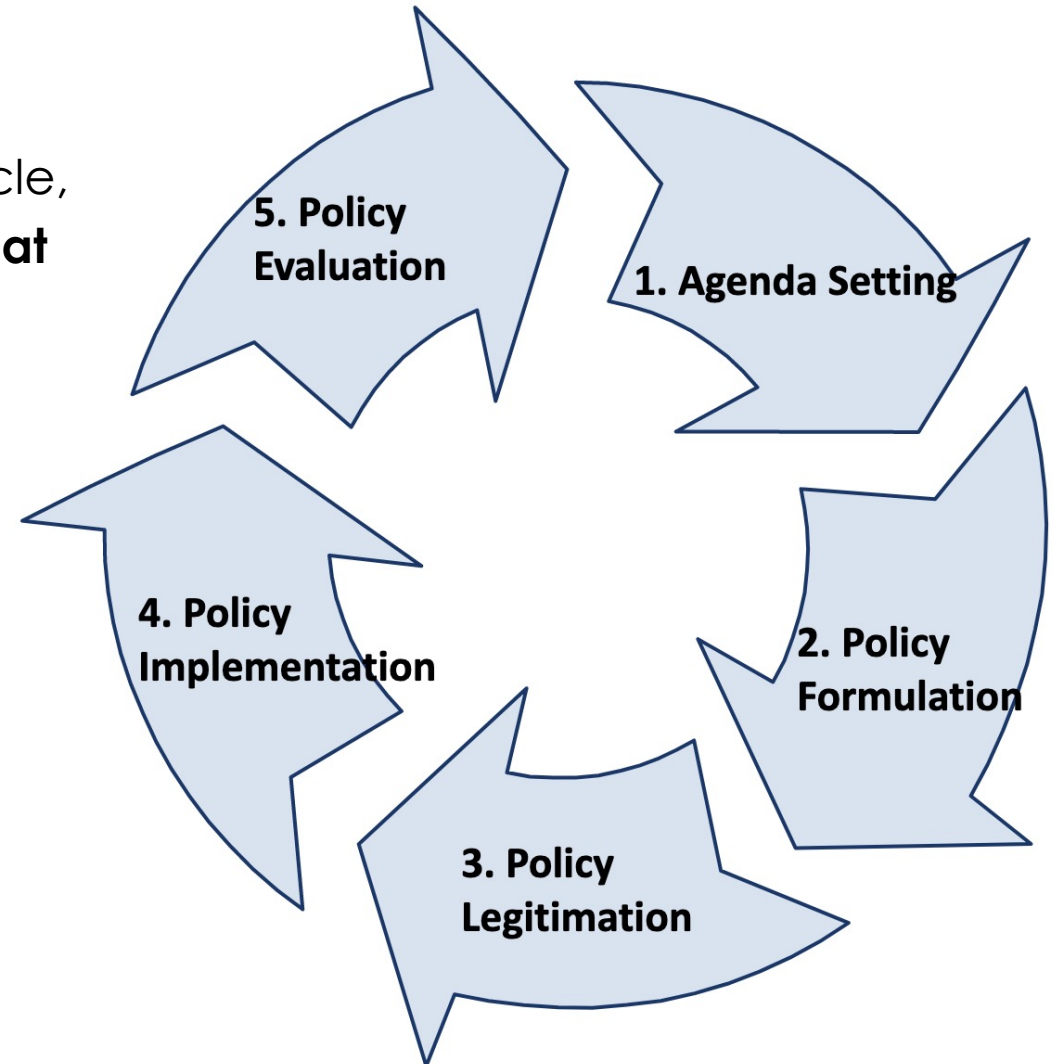 cle,
at
5. Policy
Evaluation
1. Agenda Setting
4. Policy
Implementation
2. Policy
Formulation
3. Policy
Legitimation